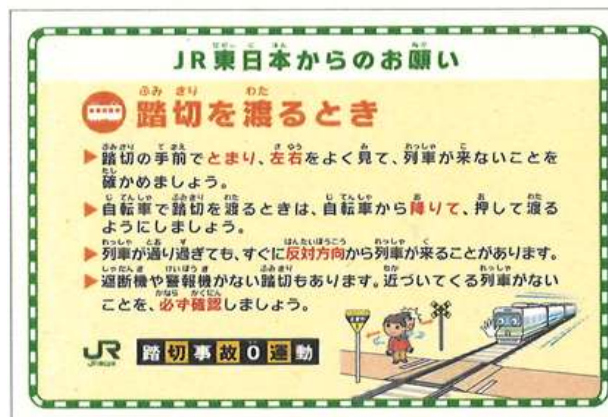 JR東日本からのお願い
踏切を渡るとき
▶踏切の手前でとまり、左右をよく見て、列車が来ないことを
確かめましょう。
▶自転車で踏切を渡るときは、自転車から降りて、押して渡る
ようにしましょう。
▶列車が通り過ぎても、すぐに反対方向から列車が来ることがあります。
▶遮断機や警報機がない踏切もあります。近づいてくる列車がない
ことを、必ず確認しましょう。
JR 踏切事故0運動